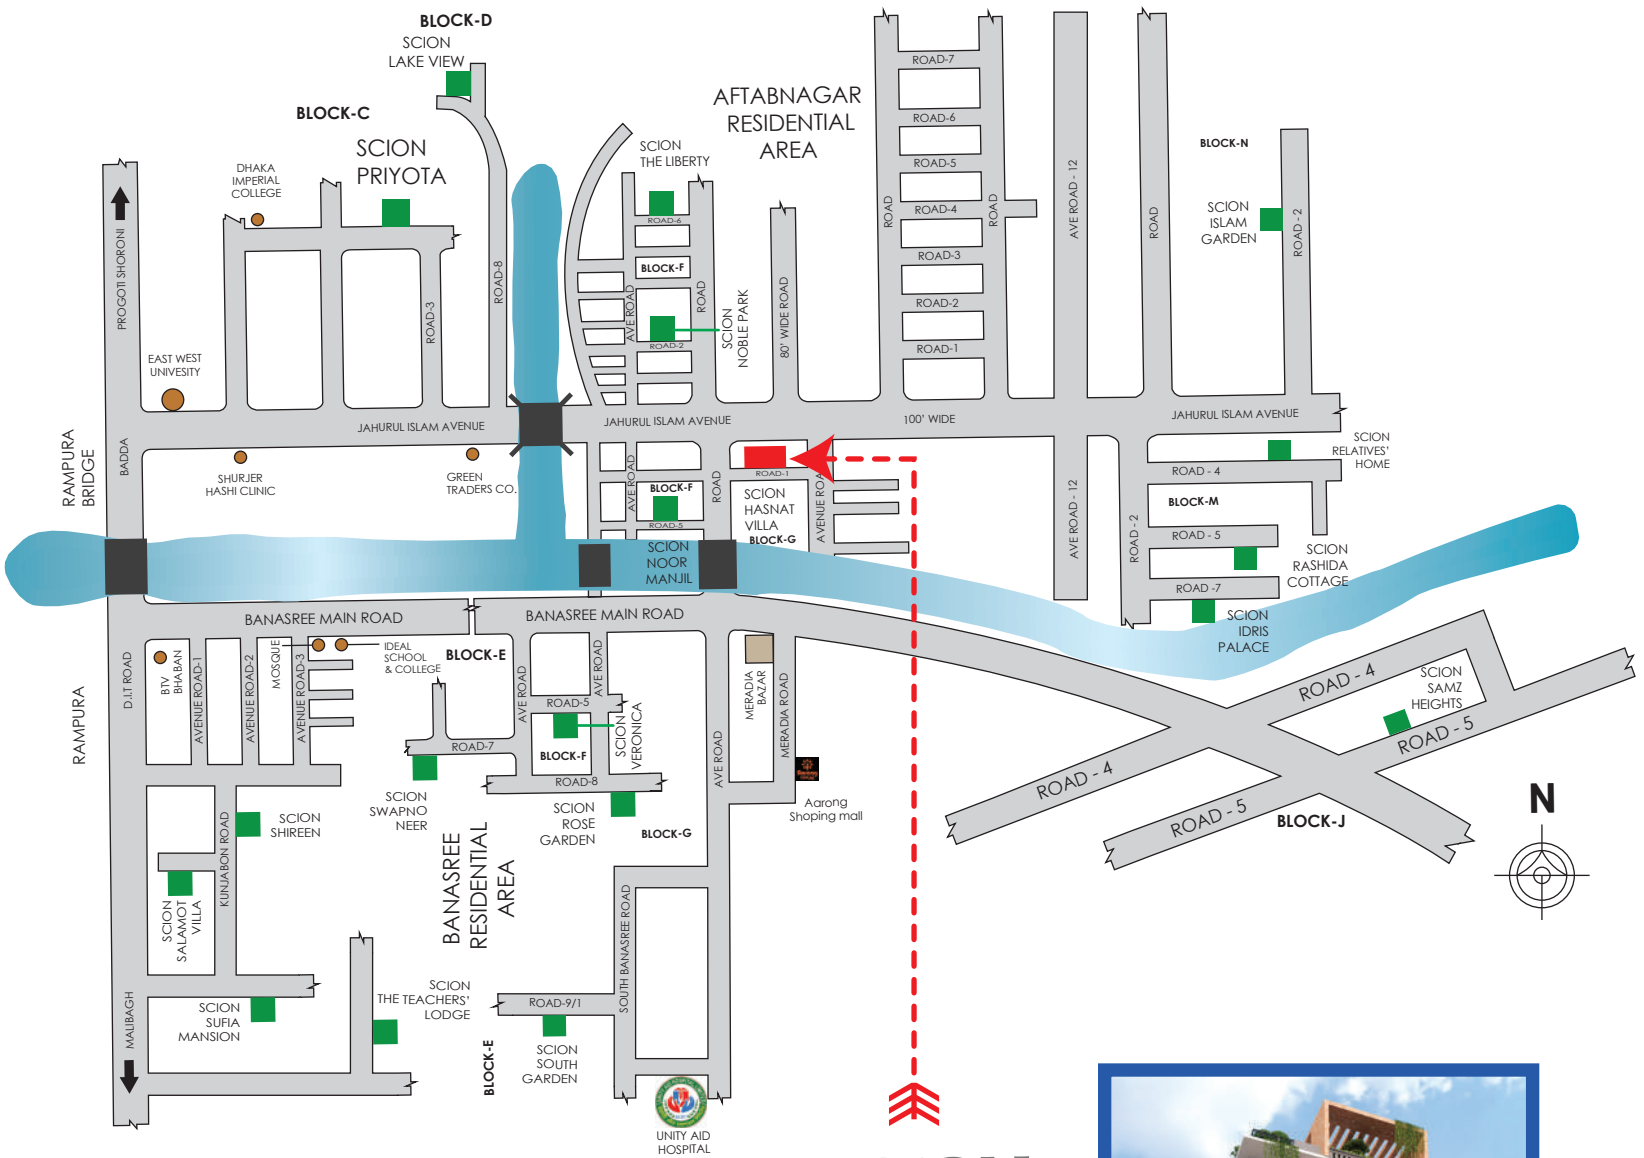 BLOCK-D
SCION
LAKE VIEW
BLOCK-C
SCION
PRIYOTA
DHAKA
IMPERIAL
COLLEGE
PROGOTI SHORONI
ROAD-3
ROAD-8
EAST WEST
UNIVESITY
JAHURUL ISLAM AVENUE
RAMPURA
BRIDGE
BADDA
SHURJER
HASHI CLINIC
GREEN
TRADERS CO.
AFTABNAGAR
RESIDENTIAL
AREA
SCION
THE LIBERTY
ROAD-6
BLOCK-F
AVE ROAD
ROAD
ROAD-2
SCION
NOBLE PARK
80' WIDE ROAD
JAHURUL ISLAM AVENUE
100' WIDE
JAHURUL ISLAM AVENUE
ROAD-7
ROAD-6
ROAD-5
ROAD-4
ROAD-3
ROAD-2
ROAD-1
ROAD
ROAD
AVE ROAD - 12
ROAD
BLOCK-N
SCION
ISLAM
GARDEN
ROAD - 2
AVE ROAD
BLOCK-F
ROAD-5
ROAD
ROAD-1
SCION
HASNAT
VILLA
BLOCK-G
AVENUE ROAD
SCION
NOOR
MANJIL
AVE ROAD - 12
ROAD - 2
SCION
RELATIVES'
HOME
ROAD - 4
BLOCK-M
ROAD - 5
SCION
RASHIDA
COTTAGE
ROAD -7
SCION
IDRIS
PALACE
BANASREE MAIN ROAD
BANASREE MAIN ROAD
RAMPURA
D.I.T ROAD
BTV
BHABAN
AVENUE ROAD-1
AVENUE ROAD-2
MOSQUE
AVENUE ROAD-3
IDEAL
SCHOOL
& COLLEGE
BLOCK-E
AVE ROAD
AVE ROAD
ROAD-5
BLOCK-F
SCION
VERONICA
ROAD-7
ROAD-8
SCION
SWAPNO
NEER
SCION
ROSE
GARDEN
BLOCK-G
AVE ROAD
MERADIA
BAZAR
MERADIA ROAD
Aarong
Shoping mall
BANASREE
RESIDENTIAL
AREA
KUNJABON ROAD
SCION
SHIREEN
SCION
SALAMOT
VILLA
SCION
SUFIA
MANSION
MALIBAGH
SCION
THE TEACHERS'
LODGE
ROAD-9/1
SOUTH BANASREE ROAD
BLOCK-E
SCION
SOUTH
GARDEN
UNITY AID
HOSPITAL
ROAD - 4
SCION
SAMZ
HEIGHTS
ROAD - 5
ROAD - 4
ROAD - 5
BLOCK-J
N